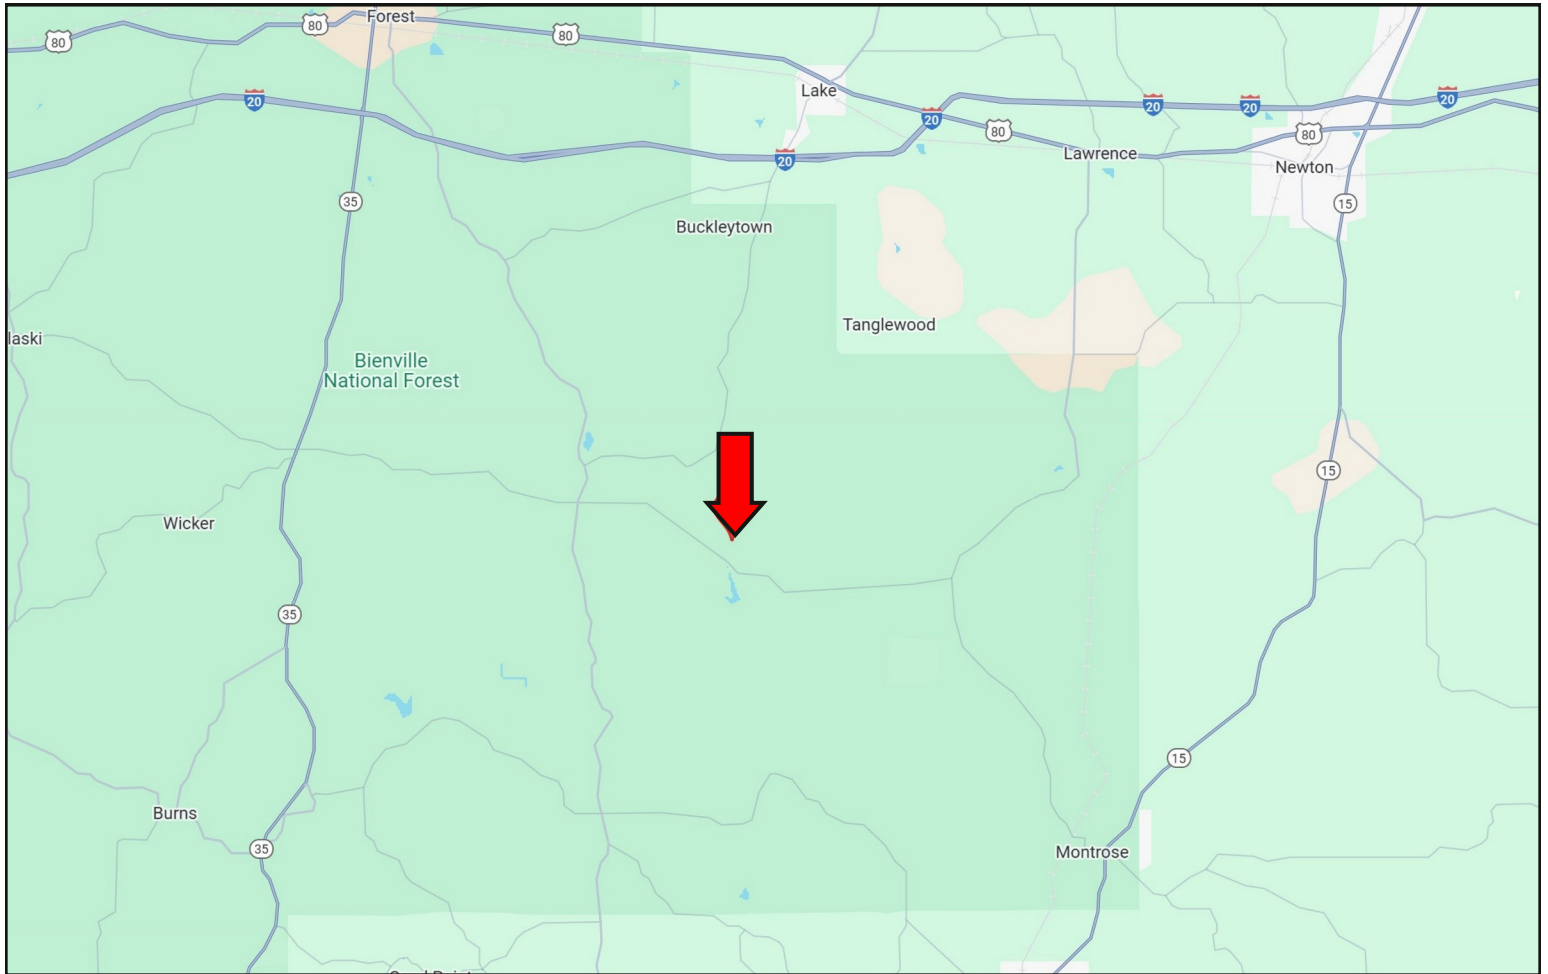 Forest
80
80
80
Lake
20
20
20
20
20
20
80
80
Lawrence
Newton
35
15
Buckleytown
Tanglewood
laski
Bienville
National Forest
15
Wicker
35
15
Burns
35
Montrose